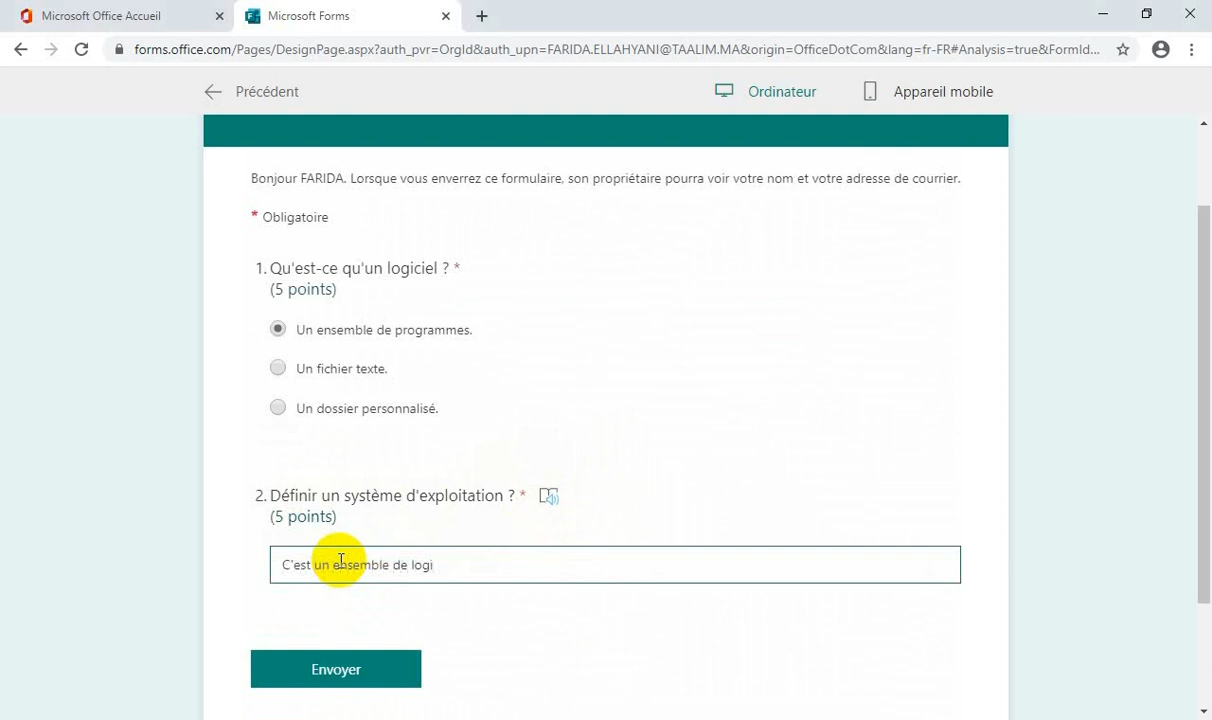 Microsoft Office Accueil
Microsoft Forms
forms.office.com/Pages/DesignPage.aspx?auth_pvr=OrgId&auth_upn=FARIDA.ELLAHYANI@TAALIM.MA&origin=OfficeDotCom&lang=fr-FR#Analysis=true&FormId...
Précédent
Ordinateur
Appareil mobile
Bonjour FARIDA. Lorsque vous enverrez ce formulaire, son propriétaire pourra voir votre nom et votre adresse de courrier.
* Obligatoire
1. Qu'est-ce qu'un logiciel ? *
(5 points)
Un ensemble de programmes.
Un fichier texte.
Un dossier personnalisé.
2. Définir un système d'exploitation ? *
(5 points)
C'est un ensemble de logi
Envoyer